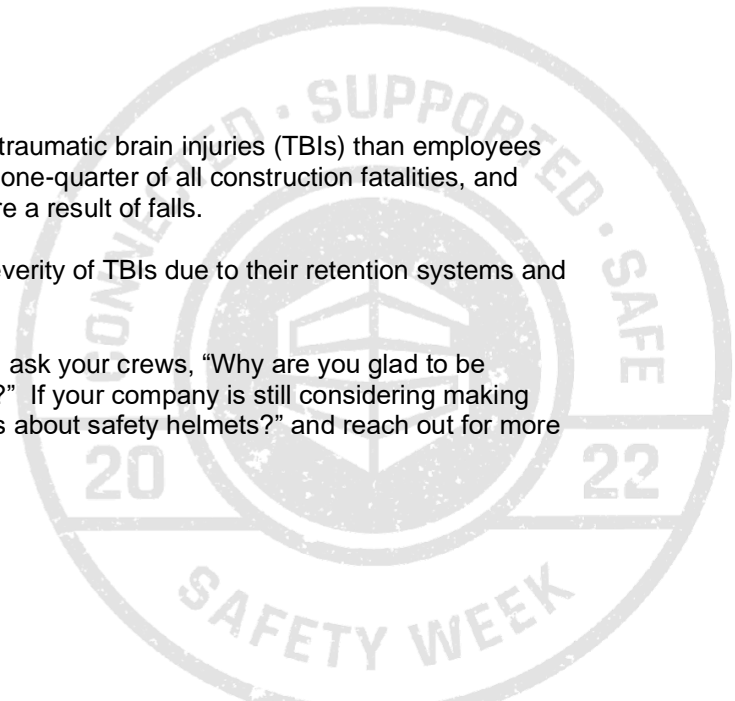 traumatic brain injuries (TBIs) than employees
one-quarter of all construction fatalities, and
re a result of falls.
everity of TBIs due to their retention systems and
ask your crews, “Why are you glad to be
?”  If your company is still considering making
s about safety helmets?” and reach out for more
CONNECTED · SUPPORTED · SAFE
20 22
SAFETY WEEK